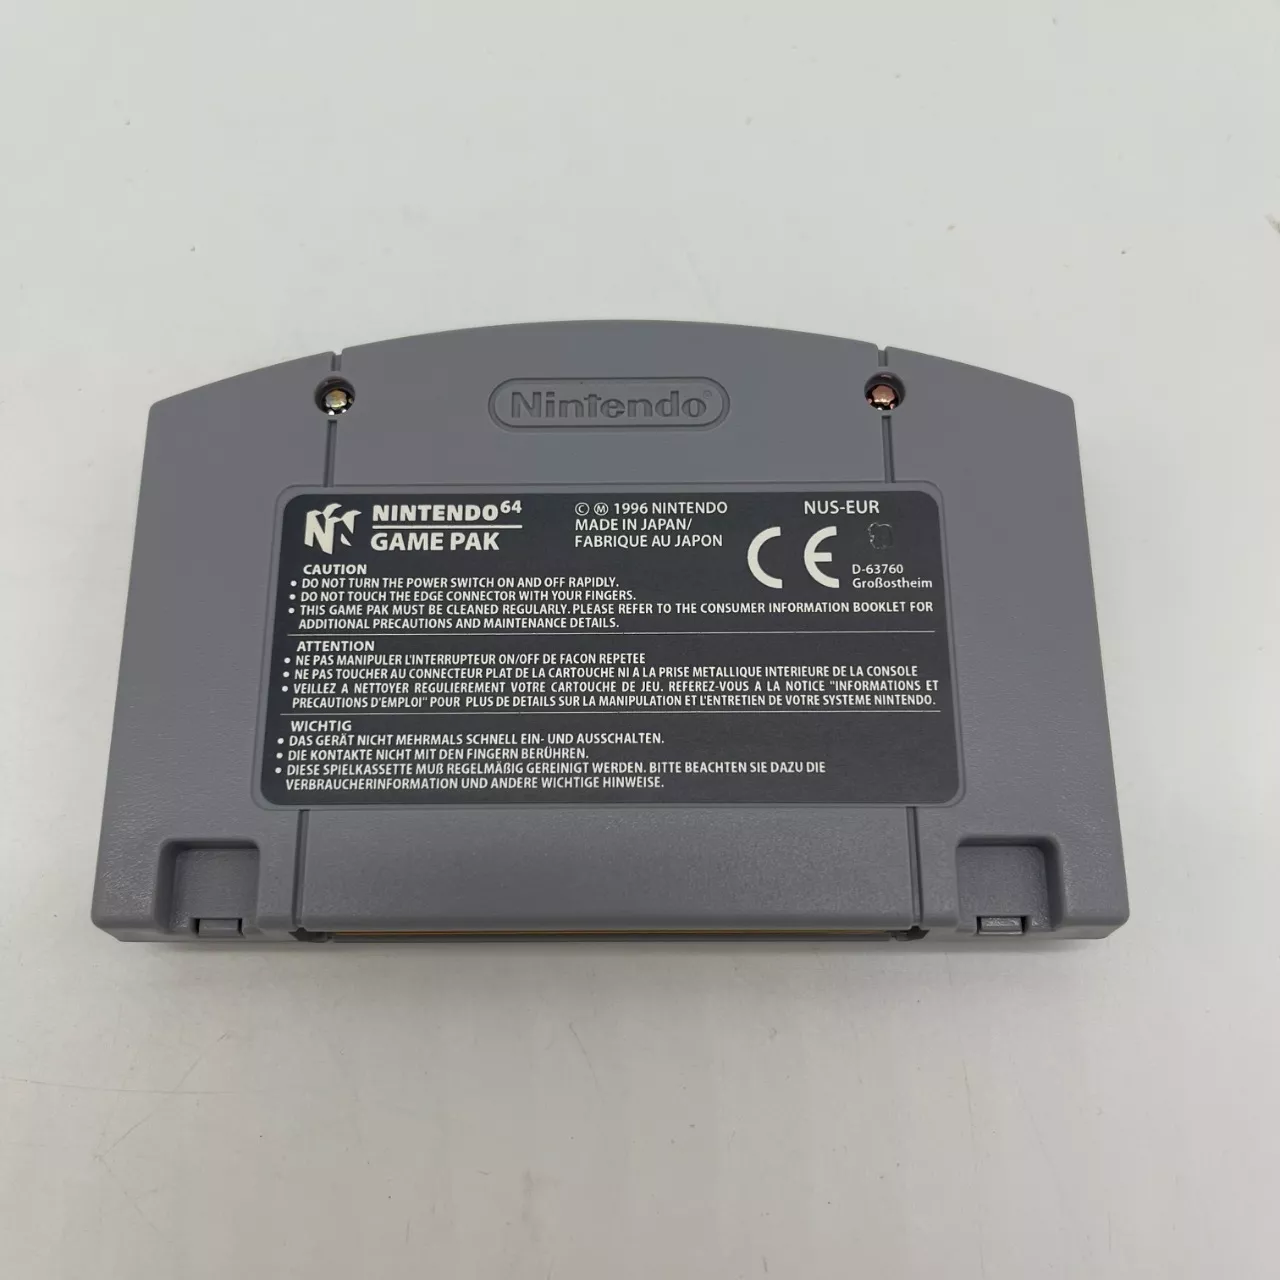 Nintendo®
NINTENDO⁶⁴
GAME PAK
© Ⓜ 1996 NINTENDO
MADE IN JAPAN/
FABRIQUE AU JAPON
NUS-EUR
CE
D-63760
Großostheim
CAUTION
• DO NOT TURN THE POWER SWITCH ON AND OFF RAPIDLY.
• DO NOT TOUCH THE EDGE CONNECTOR WITH YOUR FINGERS.
• THIS GAME PAK MUST BE CLEANED REGULARLY. PLEASE REFER TO THE CONSUMER INFORMATION BOOKLET FOR
ADDITIONAL PRECAUTIONS AND MAINTENANCE DETAILS.
ATTENTION
• NE PAS MANIPULER L'INTERRUPTEUR ON/OFF DE FACON REPETEE
• NE PAS TOUCHER AU CONNECTEUR PLAT DE LA CARTOUCHE NI A LA PRISE METALLIQUE INTERIEURE DE LA CONSOLE
• VEILLEZ A NETTOYER REGULIEREMENT VOTRE CARTOUCHE DE JEU. REFEREZ-VOUS A LA NOTICE "INFORMATIONS ET
PRECAUTIONS D'EMPLOI" POUR PLUS DE DETAILS SUR LA MANIPULATION ET L'ENTRETIEN DE VOTRE SYSTEME NINTENDO.
WICHTIG
• DAS GERÄT NICHT MEHRMALS SCHNELL EIN- UND AUSSCHALTEN.
• DIE KONTAKTE NICHT MIT DEN FINGERN BERÜHREN.
• DIESE SPIELKASSETTE MUß REGELMÄßIG GEREINIGT WERDEN. BITTE BEACHTEN SIE DAZU DIE
VERBRAUCHERINFORMATION UND ANDERE WICHTIGE HINWEISE.